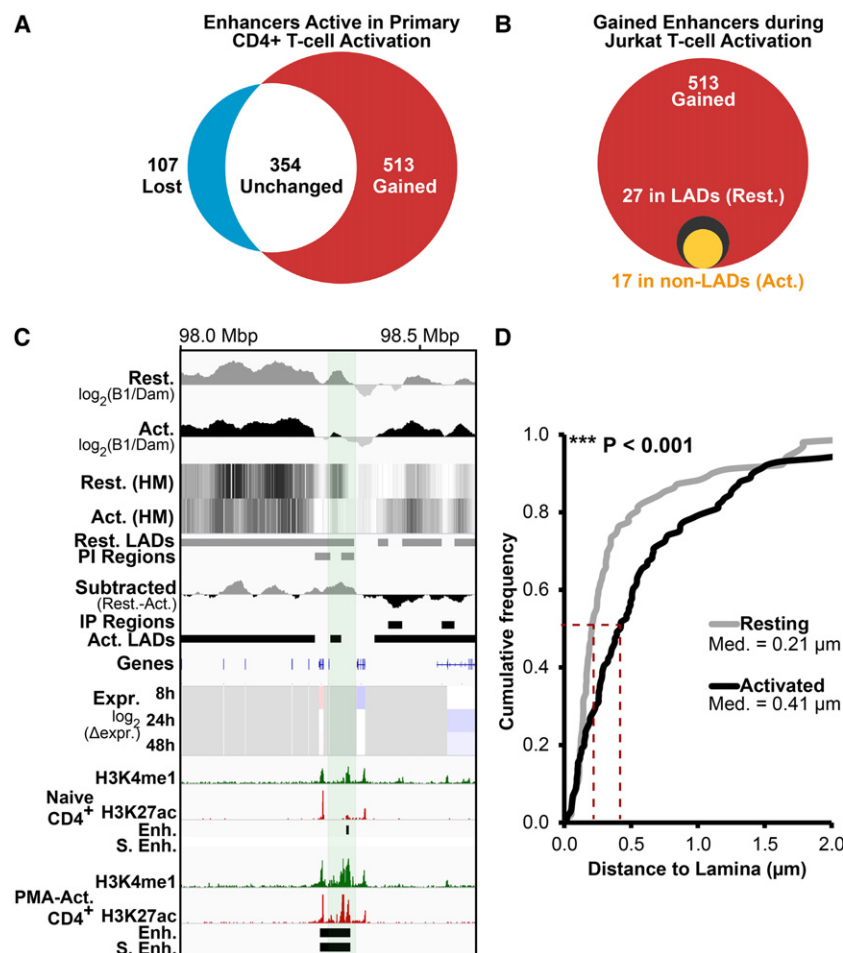 A
Enhancers Active in Primary
CD4+ T-cell Activation
107
Lost
354
Unchanged
513
Gained
B
Gained Enhancers during
Jurkat T-cell Activation
513
Gained
27 in LADs (Rest.)
17 in non-LADs (Act.)
C
98.0 Mbp
98.5 Mbp
Rest.
log2(B1/Dam)
Act.
log2(B1/Dam)
Rest. (HM)
Act. (HM)
Rest. LADs
PI Regions
Subtracted
(Rest.-Act.)
IP Regions
Act. LADs
Genes
Expr.
log2
(Δexpr.)
8h
24h
48h
H3K4me1
Naive
CD4+
H3K27ac
Enh.
S. Enh.
H3K4me1
PMA-Act.
CD4+
H3K27ac
Enh.
S. Enh.
D
*** P < 0.001
Cumulative frequency
1.0
0.8
0.6
0.4
0.2
0.0
Resting
Med. = 0.21 µm
Activated
Med. = 0.41 µm
0.0 0.5 1.0 1.5 2.0
Distance to Lamina (µm)